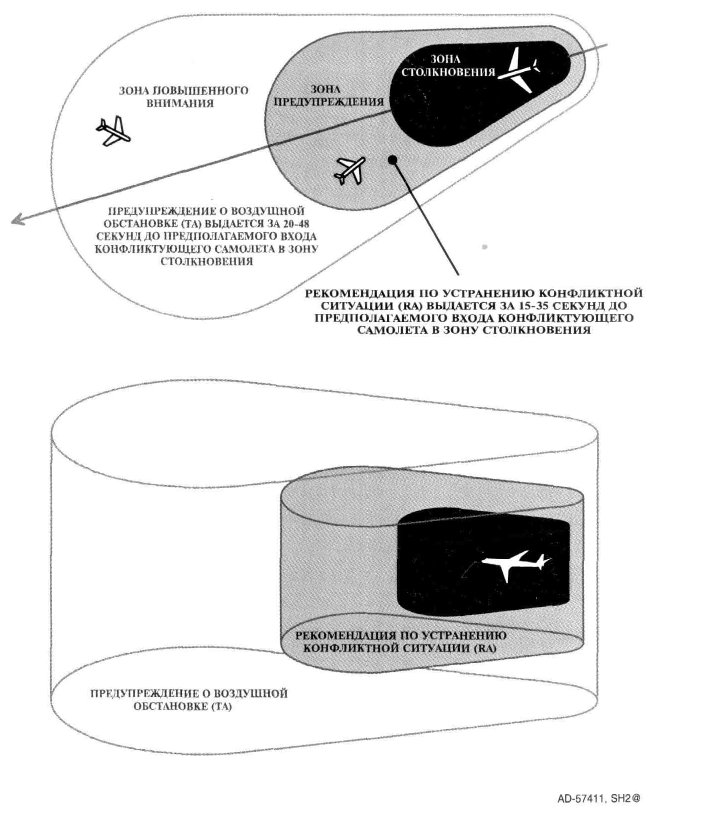 ЗОНА ПОВЫШЕННОГО
ВНИМАНИЯ
ЗОНА
ПРЕДУПРЕЖДЕНИЯ
ЗОНА
СТОЛКНОВЕНИЯ
ПРЕДУПРЕЖДЕНИЕ О ВОЗДУШНОЙ
ОБСТАНОВКЕ (ТА) ВЫДАЕТСЯ ЗА 20-48
СЕКУНД ДО ПРЕДПОЛАГАЕМОГО ВХОДА
КОНФЛИКТУЮЩЕГО САМОЛЕТА В ЗОНУ
СТОЛКНОВЕНИЯ
РЕКОМЕНДАЦИЯ ПО УСТРАНЕНИЮ КОНФЛИКТНОЙ
СИТУАЦИИ (RA) ВЫДАЕТСЯ ЗА 15-35 СЕКУНД ДО
ПРЕДПОЛАГАЕМОГО ВХОДА КОНФЛИКТУЮЩЕГО
САМОЛЕТА В ЗОНУ СТОЛКНОВЕНИЯ
РЕКОМЕНДАЦИЯ ПО УСТРАНЕНИЮ
КОНФЛИКТНОЙ СИТУАЦИИ (RA)
ПРЕДУПРЕЖДЕНИЕ О ВОЗДУШНОЙ
ОБСТАНОВКЕ (ТА)
AD-57411, SH2@